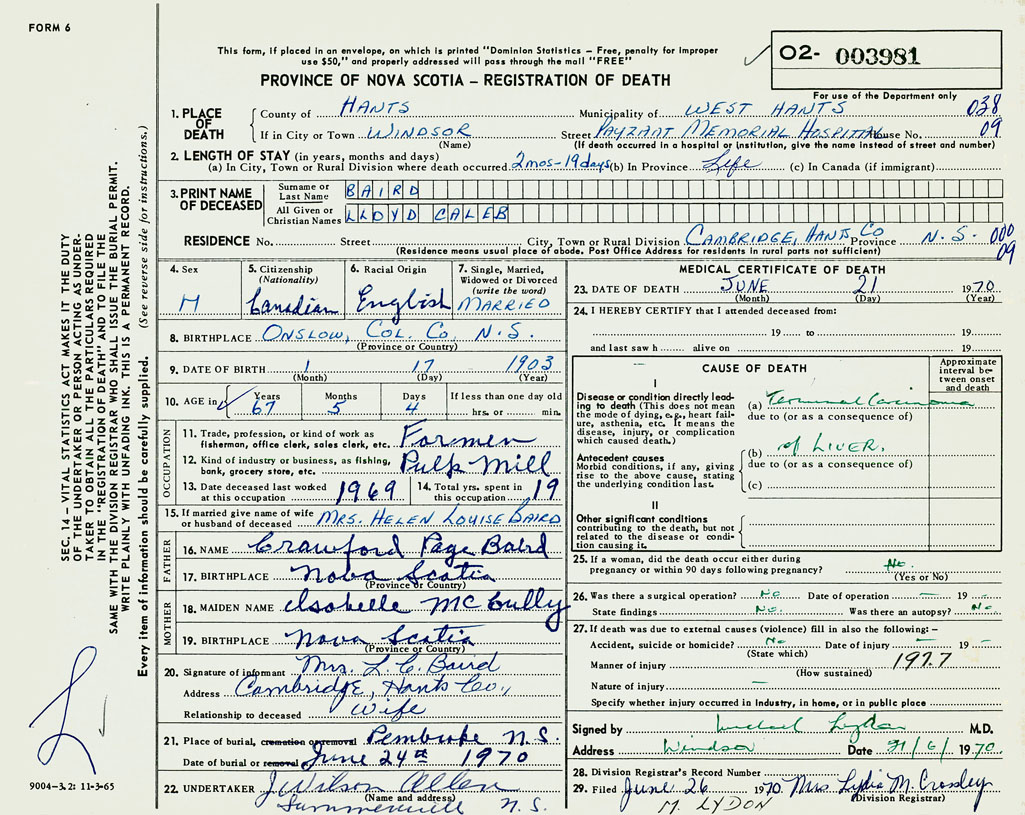 FORM 6
This form, if placed in an envelope, on which is printed "Dominion Statistics – Free, penalty for improper
use $50," and properly addressed will pass through the mail "FREE"
PROVINCE OF NOVA SCOTIA – REGISTRATION OF DEATH
O2- 003981
For use of the Department only
1. PLACE OF DEATH
County of HANTS Municipality of WEST HANTS 038
If in City or Town WINDSOR Street PAYZANT MEMORIAL HOSPITAL House No. 09
(Name) (If death occurred in a hospital or institution, give the name instead of street and number)
2. LENGTH OF STAY (in years, months and days)
(a) In City, Town or Rural Division where death occurred 2mos-19days (b) In Province Life (c) In Canada (if immigrant)
3. PRINT NAME OF DECEASED
Surname or Last Name BAIRD
All Given or Christian Names LLOYD CALEB
RESIDENCE No. Street City, Town or Rural Division CAMBRIDGE, HANTS CO Province N.S. 000
(Residence means usual place of abode. Post Office Address for residents in rural parts not sufficient) 09
4. Sex M
5. Citizenship (Nationality) Canadian
6. Racial Origin English
7. Single, Married, Widowed or Divorced (write the word) MARRIED
8. BIRTHPLACE ONSLOW, COL. CO, N.S.
(Province or Country)
9. DATE OF BIRTH 1 17 1903
(Month) (Day) (Year)
10. AGE in Years 67 Months 5 Days 4 If less than one day old hrs. or min.
OCCUPATION
11. Trade, profession, or kind of work as fisherman, office clerk, sales clerk, etc. Formen
12. Kind of industry or business, as fishing, bank, grocery store, etc. Pulp Mill
13. Date deceased last worked at this occupation 1969
14. Total yrs. spent in this occupation 19
15. If married give name of wife or husband of deceased MRS. HELEN LOUISE BAIRD
FATHER
16. NAME Crawford Page Baird
17. BIRTHPLACE Nova Scotia
(Province or Country)
MOTHER
18. MAIDEN NAME Isobelle McCully
19. BIRTHPLACE Nova Scotia
(Province or Country)
20. Signature of informant Mrs. L. C. Baird
Address Cambridge, Hants Co.,
Relationship to deceased wife
21. Place of burial, cremation or removal Pembroke N.S.
Date of burial or removal June 24th 1970
22. UNDERTAKER J Wilson Allen
(Name and address)
Summerville N.S.
MEDICAL CERTIFICATE OF DEATH
23. DATE OF DEATH JUNE 21 1970
(Month) (Day) (Year)
24. I HEREBY CERTIFY that I attended deceased from:
19 to 19
and last saw h alive on 19
CAUSE OF DEATH
Approximate interval between onset and death
I
Disease or condition directly leading to death (This does not mean the mode of dying, e.g., heart failure, asthenia, etc. It means the disease, injury, or complication which caused death.)
(a) Terminal Carcinoma
due to (or as a consequence of)
Antecedent causes
Morbid conditions, if any, giving rise to the above cause, stating the underlying condition last.
(b) of LIVER.
due to (or as a consequence of)
(c)
II
Other significant conditions contributing to the death, but not related to the disease or condition causing it.
25. If a woman, did the death occur either during pregnancy or within 90 days following pregnancy? No.
(Yes or No)
26. Was there a surgical operation? No Date of operation – 19 –
State findings No. Was there an autopsy? No
27. If death was due to external causes (violence) fill in also the following: –
Accident, suicide or homicide? No Date of injury – 19 –
(State which) 197.7
Manner of injury
(How sustained)
Nature of injury –
Specify whether injury occurred in industry, in home, or in public place
Signed by Michael Lydon M.D.
Address Windsor Date 21/6/1970
28. Division Registrar's Record Number
29. Filed June 26 1970 Mrs Lydia M. Crossley
M. LYDON (Division Registrar)
SEC. 14 – VITAL STATISTICS ACT MAKES IT THE DUTY
OF THE UNDERTAKER OR PERSON ACTING AS UNDER-
TAKER TO OBTAIN ALL THE PARTICULARS REQUIRED
IN THE "REGISTRATION OF DEATH" AND TO FILE THE
SAME WITH THE DIVISION REGISTRAR WHO SHALL ISSUE THE BURIAL PERMIT.
WRITE PLAINLY WITH UNFADING INK. THIS IS A PERMANENT RECORD.
Every item of information should be carefully supplied. (See reverse side for instructions.)
9004-3.2: 11-3-65